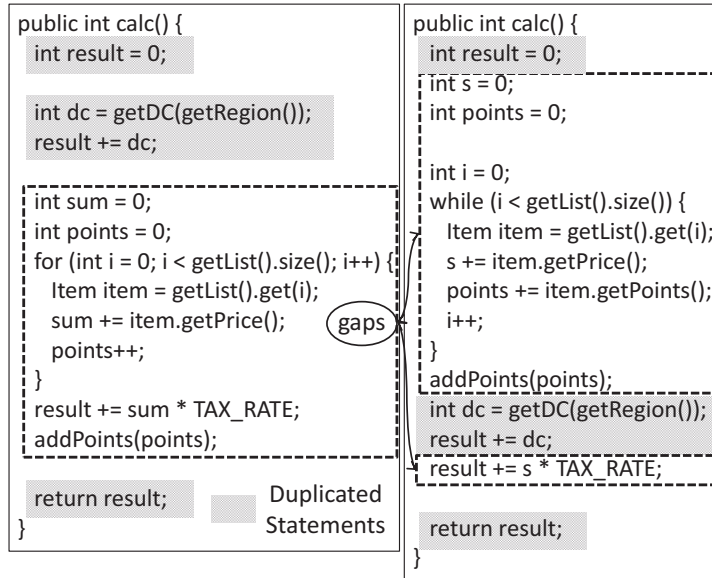 public int calc() {
int result = 0;
int dc = getDC(getRegion());
result += dc;
int sum = 0;
int points = 0;
for (int i = 0; i < getList().size(); i++) {
Item item = getList().get(i);
sum += item.getPrice();
points++;
}
result += sum * TAX_RATE;
addPoints(points);
return result;
}
Duplicated
Statements
gaps
public int calc() {
int result = 0;
int s = 0;
int points = 0;
int i = 0;
while (i < getList().size()) {
Item item = getList().get(i);
s += item.getPrice();
points += item.getPoints();
i++;
}
addPoints(points);
int dc = getDC(getRegion());
result += dc;
result += s * TAX_RATE;
return result;
}